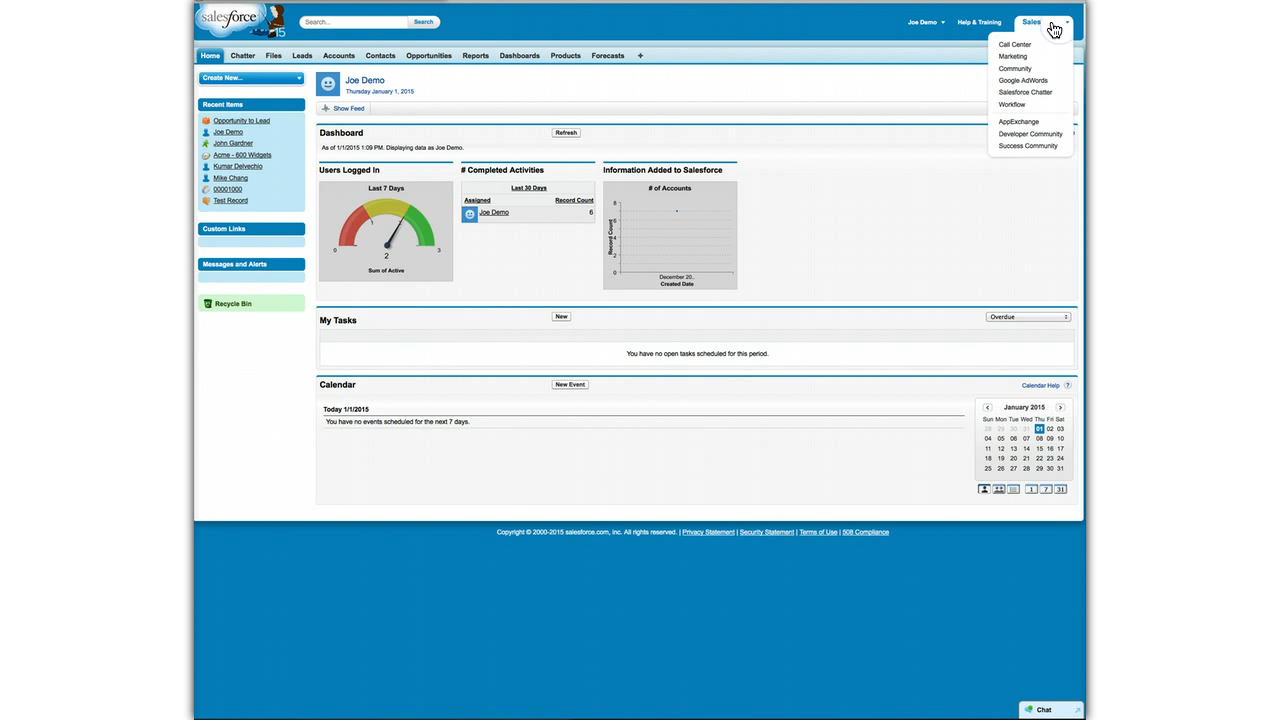 salesforce
15
Search...
Search
Joe Demo
Help & Training
Sales
Call Center
Marketing
Community
Google AdWords
Salesforce Chatter
Workflow
AppExchange
Developer Community
Success Community
Home Chatter Files Leads Accounts Contacts Opportunities Reports Dashboards Products Forecasts +
Create New...
Recent Items
Opportunity to Lead
Joe Demo
John Gardner
Acme - 600 Widgets
Kumar Delvechio
Mike Chang
00001000
Test Record
Custom Links
Messages and Alerts
Recycle Bin
Joe Demo
Thursday January 1, 2015
Show Feed
Dashboard
Refresh
As of 1/1/2015 1:09 PM. Displaying data as Joe Demo.
Users Logged In
Last 7 Days
0
1
2
3
2
Sum of Active
# Completed Activities
Last 30 Days
Assigned Record Count
Joe Demo 6
Information Added to Salesforce
# of Accounts
Record Count
8
6
4
2
0
December 20..
Created Date
My Tasks
New
Overdue
You have no open tasks scheduled for this period.
Calendar
New Event
Calendar Help ?
Today 1/1/2015
You have no events scheduled for the next 7 days.
January 2015
Sun Mon Tue Wed Thu Fri Sat
28 29 30 31 01 02 03
04 05 06 07 08 09 10
11 12 13 14 15 16 17
18 19 20 21 22 23 24
25 26 27 28 29 30 31
1 7 31
Copyright © 2000-2015 salesforce.com, inc. All rights reserved. | Privacy Statement | Security Statement | Terms of Use | 508 Compliance
Chat